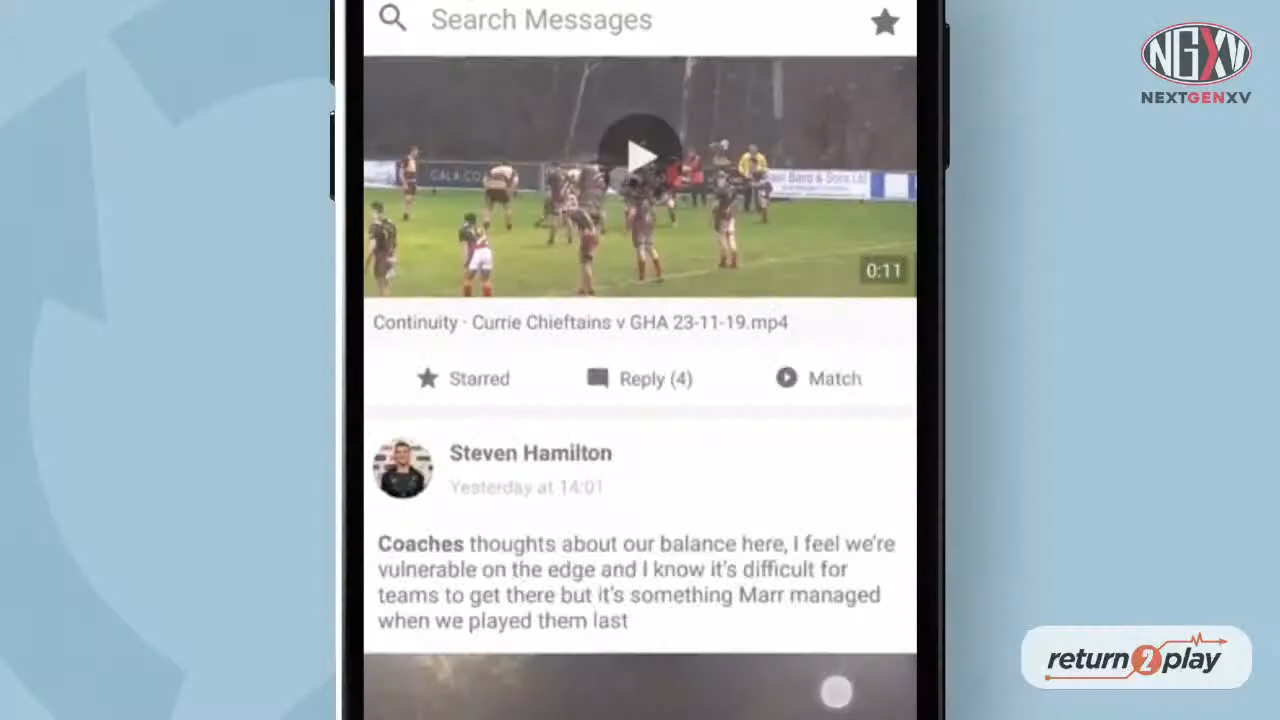 Search Messages
NGXV
NEXTGENXV
GALA.CO
0:11
Continuity · Currie Chieftains v GHA 23-11-19.mp4
Starred
Reply (4)
Match
Steven Hamilton
Yesterday at 14:01
Coaches thoughts about our balance here, I feel we're
vulnerable on the edge and I know it's difficult for
teams to get there but it's something Marr managed
when we played them last
return2play